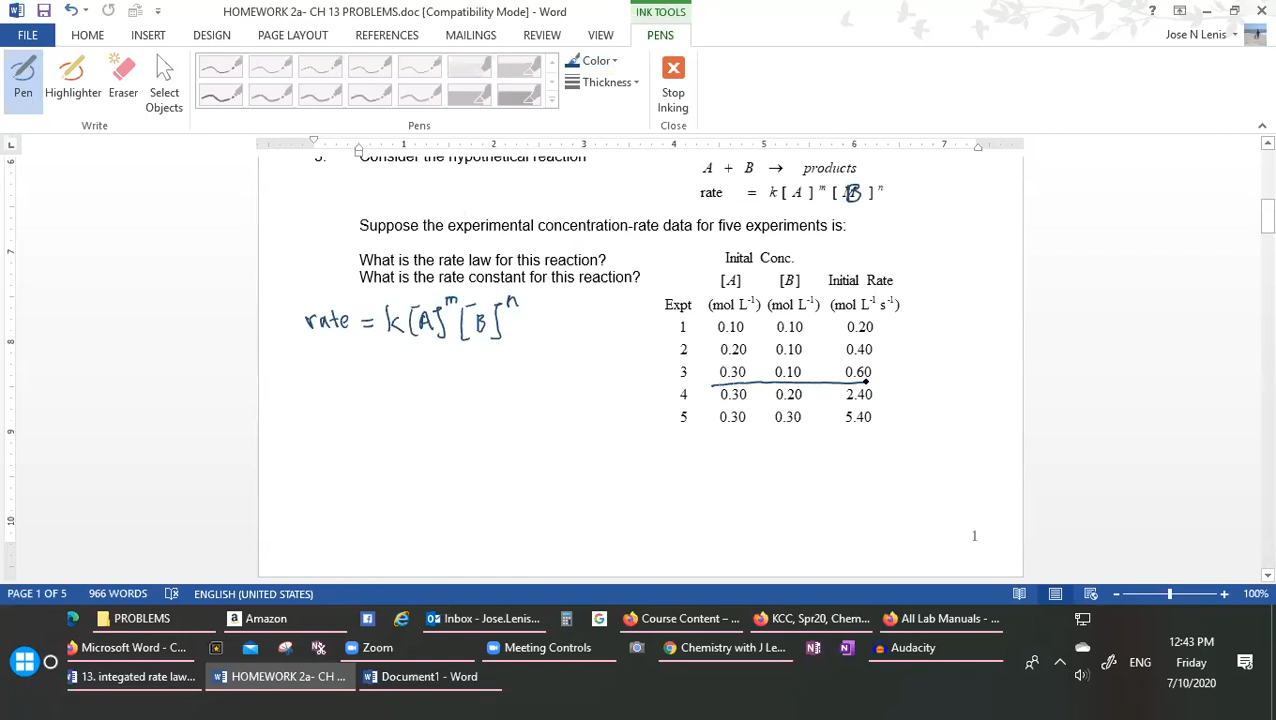 HOMEWORK 2a- CH 13 PROBLEMS.doc [Compatibility Mode] - Word
INK TOOLS
FILE HOME INSERT DESIGN PAGE LAYOUT REFERENCES MAILINGS REVIEW VIEW PENS
Jose N Lenis
Pen Highlighter Eraser Select Objects
Color
Thickness
Stop Inking
Write Pens Close
1 2 3 4 5 6 7
Consider the hypothetical reaction
A + B → products
rate = k [ A ]ᵐ [ B ]ⁿ
Suppose the experimental concentration-rate data for five experiments is:
What is the rate law for this reaction?
What is the rate constant for this reaction?
Inital Conc.
[A] [B] Initial Rate
Expt (mol L⁻¹) (mol L⁻¹) (mol L⁻¹ s⁻¹)
1 0.10 0.10 0.20
2 0.20 0.10 0.40
3 0.30 0.10 0.60
4 0.30 0.20 2.40
5 0.30 0.30 5.40
rate = k[A]ᵐ[B]ⁿ
1
PAGE 1 OF 5 966 WORDS ENGLISH (UNITED STATES) 100%
PROBLEMS Amazon Inbox - Jose.Lenis... Course Content – ... KCC, Spr20, Chem... All Lab Manuals - ...
Microsoft Word - C... Zoom Meeting Controls Chemistry with J Le... Audacity
13. integated rate law... HOMEWORK 2a- CH ... Document1 - Word
ENG
12:43 PM
Friday
7/10/2020